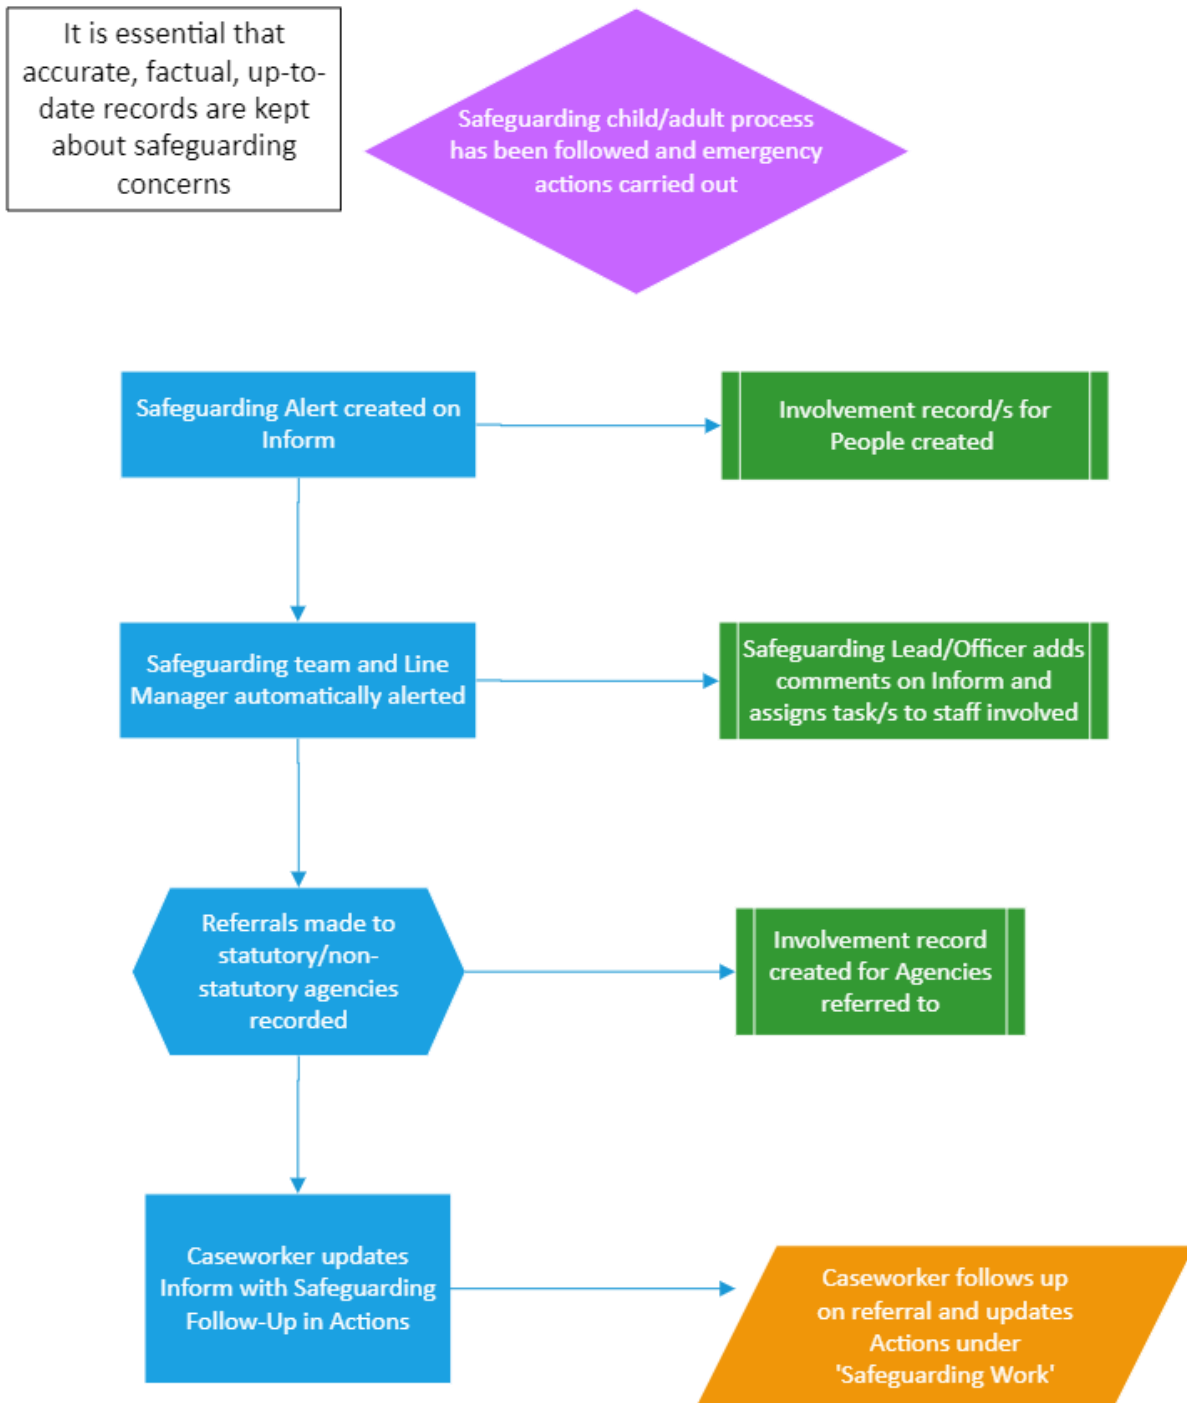 It is essential that
accurate, factual, up-to-
date records are kept
about safeguarding
concerns
Safeguarding child/adult process
has been followed and emergency
actions carried out
Safeguarding Alert created on
Inform
Involvement record/s for
People created
Safeguarding team and Line
Manager automatically alerted
Safeguarding Lead/Officer adds
comments on Inform and
assigns task/s to staff involved
Referrals made to
statutory/non-
statutory agencies
recorded
Involvement record
created for Agencies
referred to
Caseworker updates
Inform with Safeguarding
Follow-Up in Actions
Caseworker follows up
on referral and updates
Actions under
'Safeguarding Work'